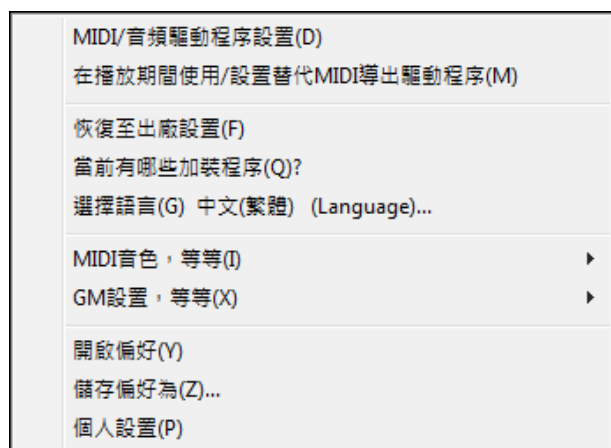 MIDI/音頻驅動程序設置(D)
在播放期間使用/設置替代MIDI導出驅動程序(M)
恢復至出廠設置(F)
當前有哪些加裝程序(Q)?
選擇語言(G) 中文(繁體) (Language)...
MIDI音色，等等(I)
GM設置，等等(X)
開啟偏好(Y)
儲存偏好為(Z)...
個人設置(P)